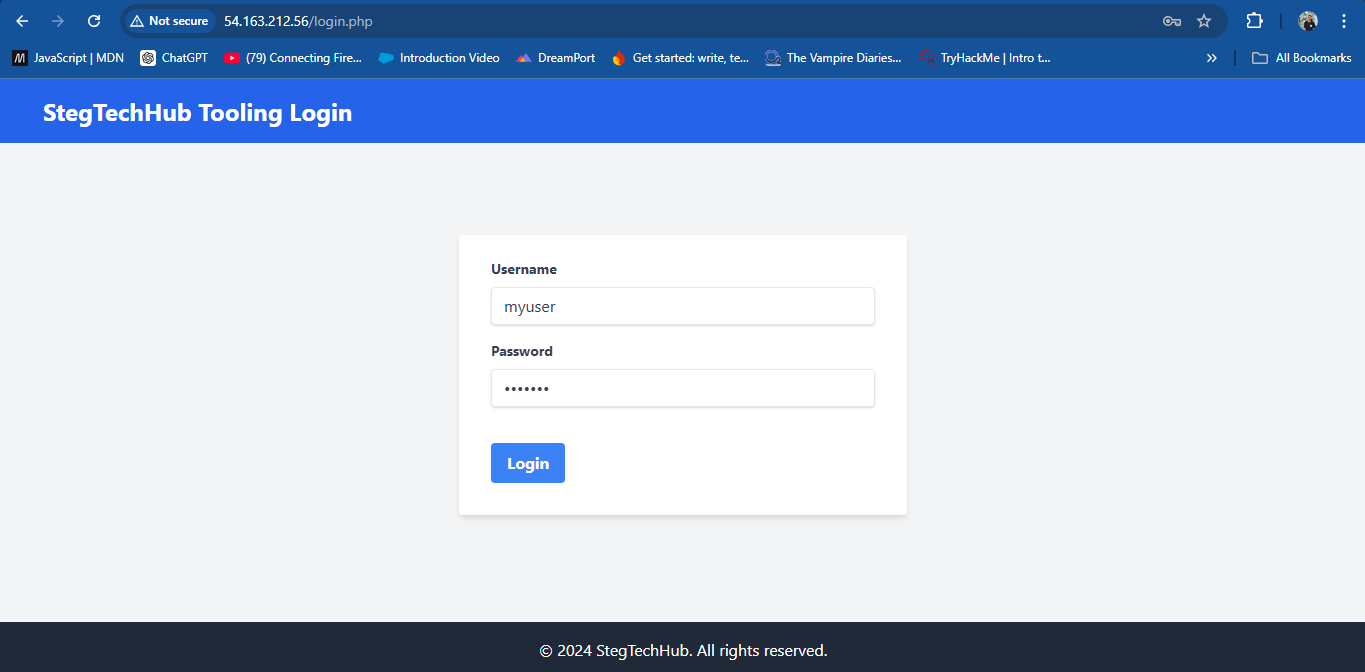 Not secure 54.163.212.56/login.php
JavaScript | MDN ChatGPT (79) Connecting Fire... Introduction Video DreamPort Get started: write, te... The Vampire Diaries... TryHackMe | Intro t... » All Bookmarks
StegTechHub Tooling Login
Username
myuser
Password
•••••••
Login
© 2024 StegTechHub. All rights reserved.